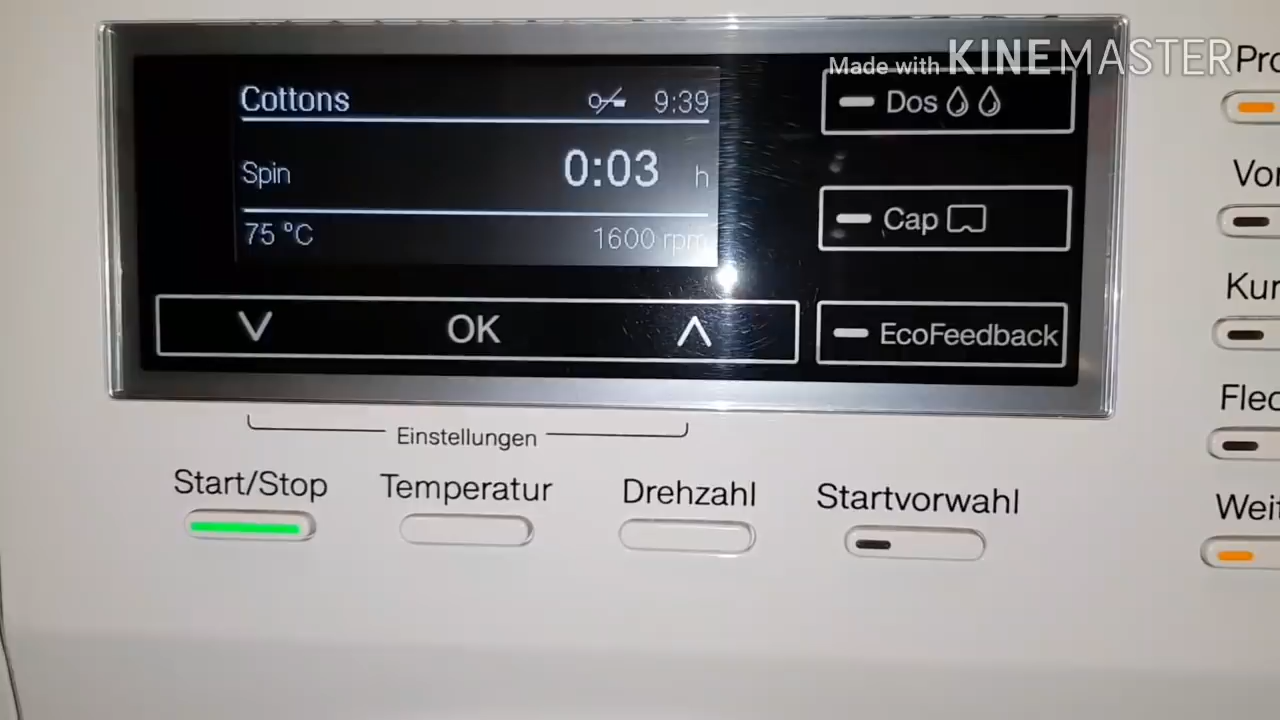 Made with KINEMASTER
Cottons 9:39
Spin 0:03 h
75 °C 1600 rpm
Dos
Cap
EcoFeedback
OK
Einstellungen
Start/Stop Temperatur Drehzahl Startvorwahl
Pro
Vor
Kur
Flec
Weit